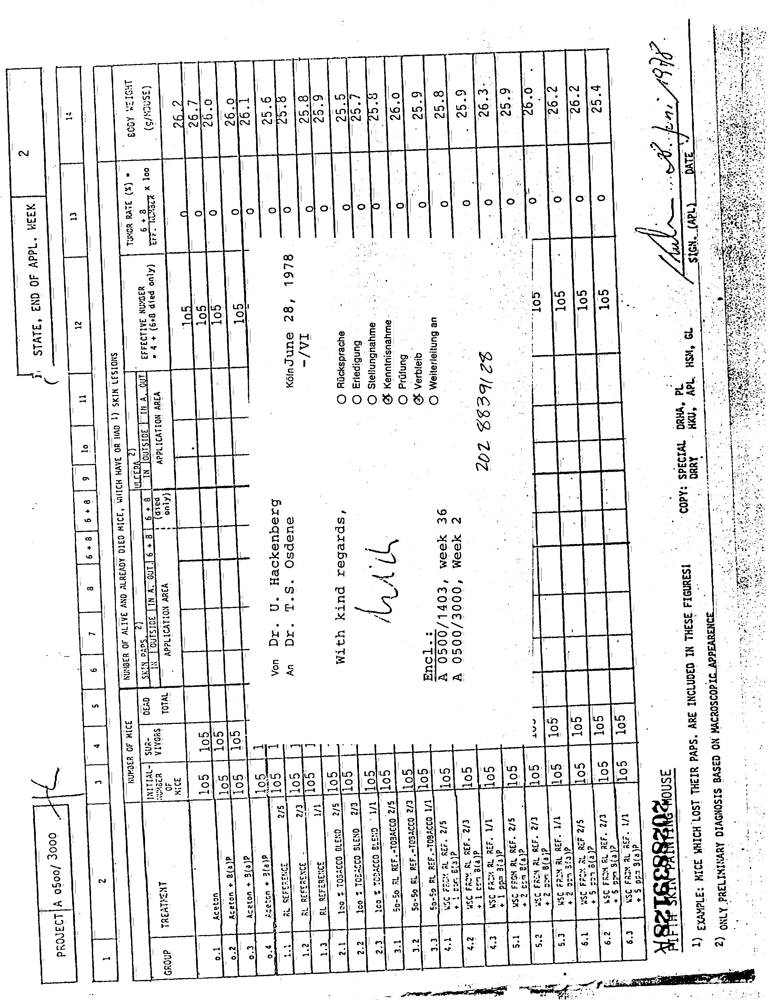 PROJECT A 0500/ 3000
STATE, END OF APPL. WEEK 2
1 2 3 4 5 6 7 8 6 + 8 6 + 8 9 10 11 12 13 14
GROUP TREATMENT
NUMBER OF MICE
INITIAL-NUMBER OF MICE
SUR-VIVORS
DEAD
TOTAL
NUMBER OF ALIVE AND ALREADY DIED MICE, WHICH HAVE OR HAD 1) SKIN LESIONS
SKIN PAPS. 2)
IN OUTSIDE IN A. OUT 6 + 8 6 + 8 (died only)
APPLICATION AREA
ULCERA 2)
IN OUTSIDE IN A. OUT
APPLICATION AREA
EFFECTIVE NUMBER
= 4 + (6+8 died only)
TUMOR RATE (%) =
6 + 8
EFF. NUMBER x 100
BODY WEIGHT
(g/MOUSE)
0.1 Aceton 105 105 105 0 26.2
0.2 Aceton + B(a)P 105 105 105 0 26.7
0.3 Aceton + B(a)P 105 105 105 0 26.0
0.4 Aceton + B(a)P 105 1 105 0 26.0
1.1 RL REFERENCE 2/5 105 1 0 26.1
1.2 RL REFERENCE 2/3 105 1 0 25.6
1.3 RL REFERENCE 1/1 105 1 0 25.8
2.1 100 % TOBACCO BLEND 2/5 105 0 25.8
2.2 100 % TOBACCO BLEND 2/3 105 0 25.9
2.3 100 % TOBACCO BLEND 1/1 105 0 25.5
3.1 50-50 RL REF.-TOBACCO 2/5 105 0 25.7
3.2 50-50 RL REF.-TOBACCO 2/3 105 0 25.8
3.3 50-50 RL REF.-TOBACCO 1/1 105 0 26.0
4.1 WSC FROM RL REF. 2/5 + 1 ppm B(a)P 105 0 25.9
4.2 WSC FROM RL REF. 2/3 + 1 ppm B(a)P 105 0 25.8
4.3 WSC FROM RL REF. 1/1 + 1 ppm B(a)P 105 0 25.9
5.1 WSC FROM RL REF. 2/5 + 2 ppm B(a)P 105 0 26.3
5.2 WSC FROM RL REF. 2/3 + 2 ppm B(a)P 105 105 0 25.9
5.3 WSC FROM RL REF. 1/1 + 2 ppm B(a)P 105 105 105 0 26.0
6.1 WSC FROM RL REF 2/5 + 5 ppm B(a)P 105 105 105 0 26.2
6.2 WSC FROM RL REF. 2/3 + 5 ppm B(a)P 105 105 105 0 26.2
6.3 WSC FROM RL REF. 1/1 + 5 ppm B(a)P 105 105 0 25.4
Von Dr. U. Hackenberg
An Dr. T.S. Osdene
Köln June 28, 1978
-/VI
With kind regards,
Encl.:
A 0500/1403, week 36
A 0500/3000, Week 2
Rücksprache
Erledigung
Stellungnahme
Kenntnisnahme
Prüfung
Verbleib
Weiterleitung an
202 8839128
2028839128A
FIFTH SKIN PAINTING MOUSE
1) EXAMPLE: MICE WHICH LOST THEIR PAPS. ARE INCLUDED IN THESE FIGURES!
2) ONLY PRELIMINARY DIAGNOSIS BASED ON MACROSCOPIC APPEARENCE
COPY: SPECIAL DRHA, PL
DRRY HKU, APL, HSM, GL
SIGN. (APL) DATE 28. Juni 1978